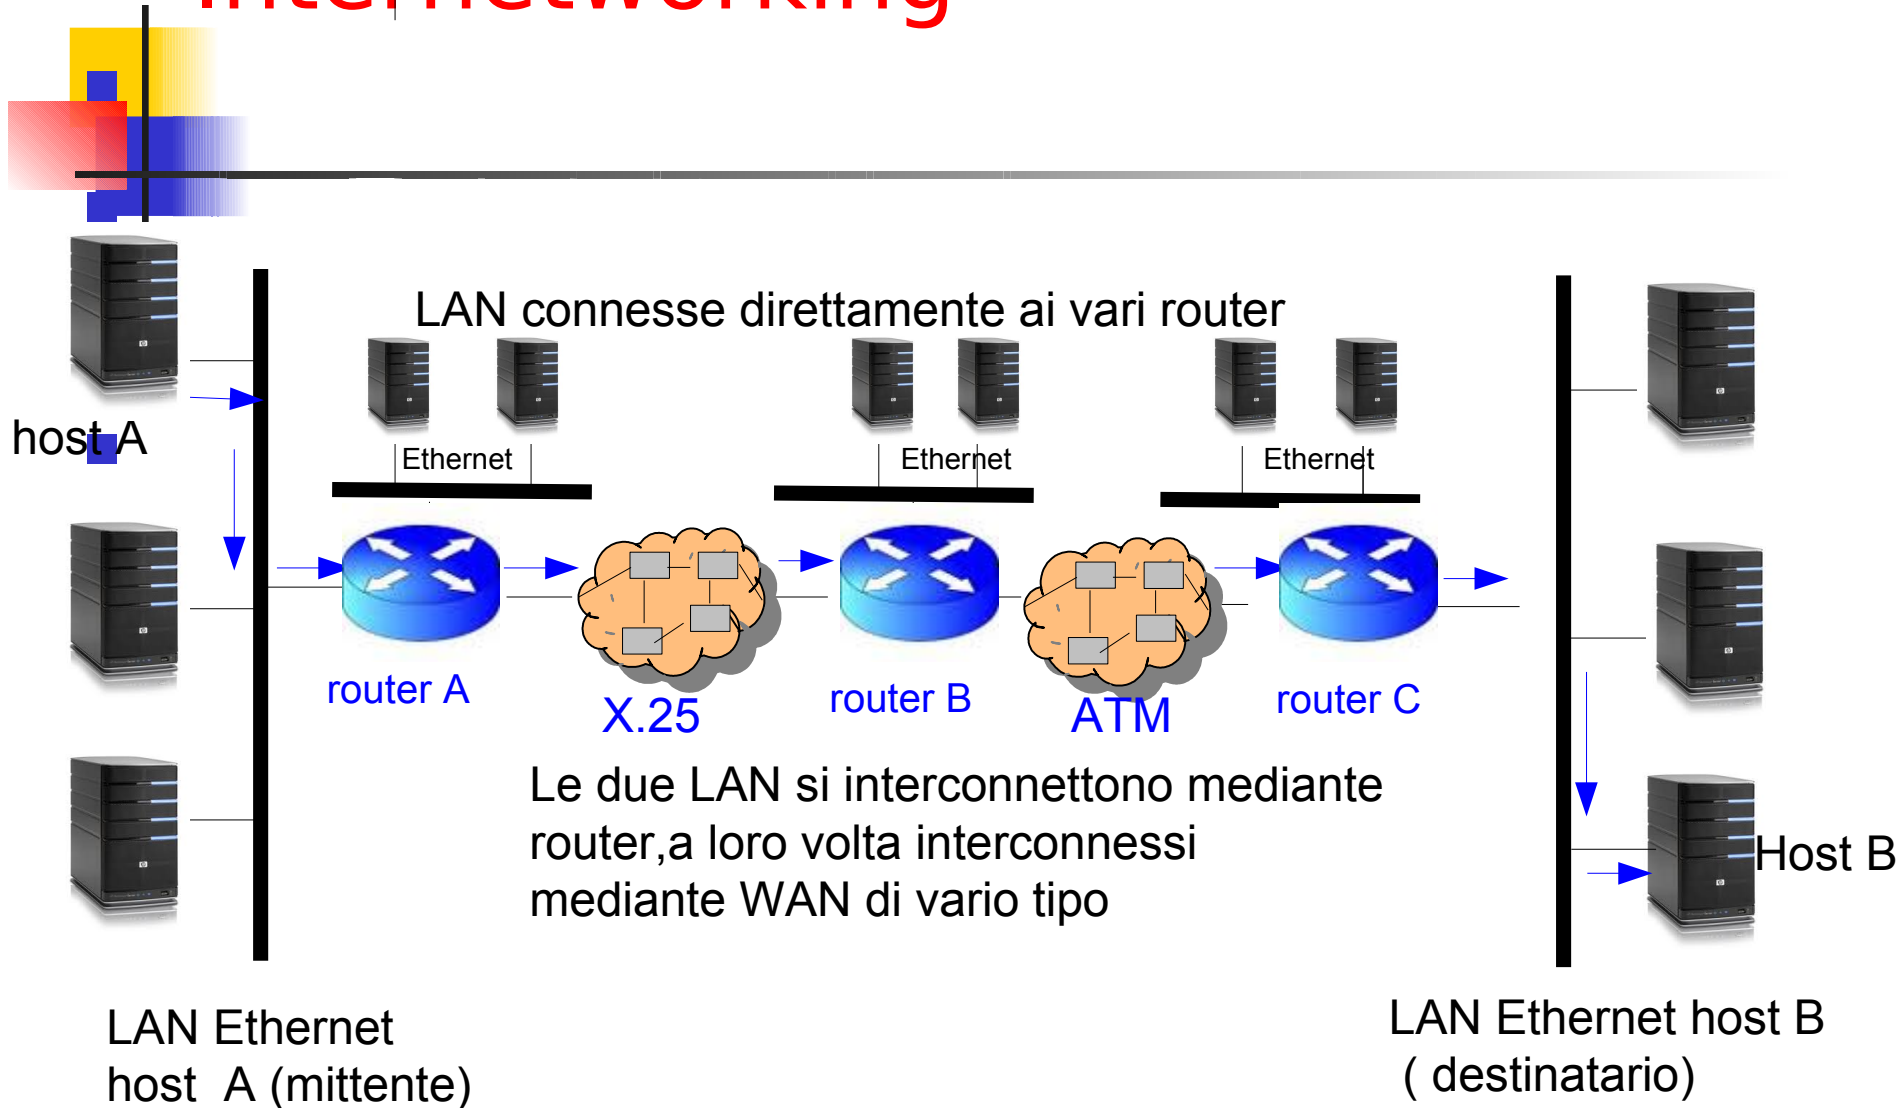 Internetworking
LAN connesse direttamente ai vari router
host A
Ethernet
Ethernet
Ethernet
router A
X.25
router B
ATM
router C
Le due LAN si interconnettono mediante
router,a loro volta interconnessi
mediante WAN di vario tipo
Host B
LAN Ethernet
host A (mittente)
LAN Ethernet host B
( destinatario)